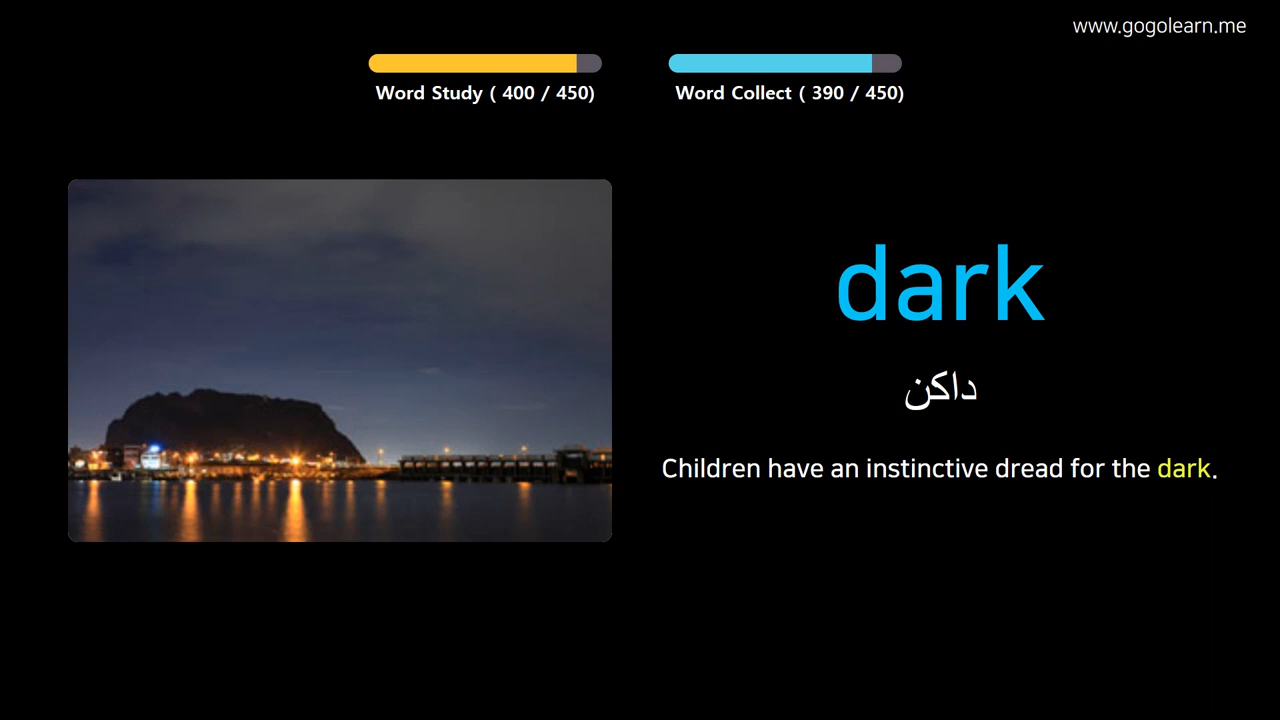 www.gogolearn.me
Word Study ( 400 / 450)
Word Collect ( 390 / 450)
dark
داكن
Children have an instinctive dread for the dark.